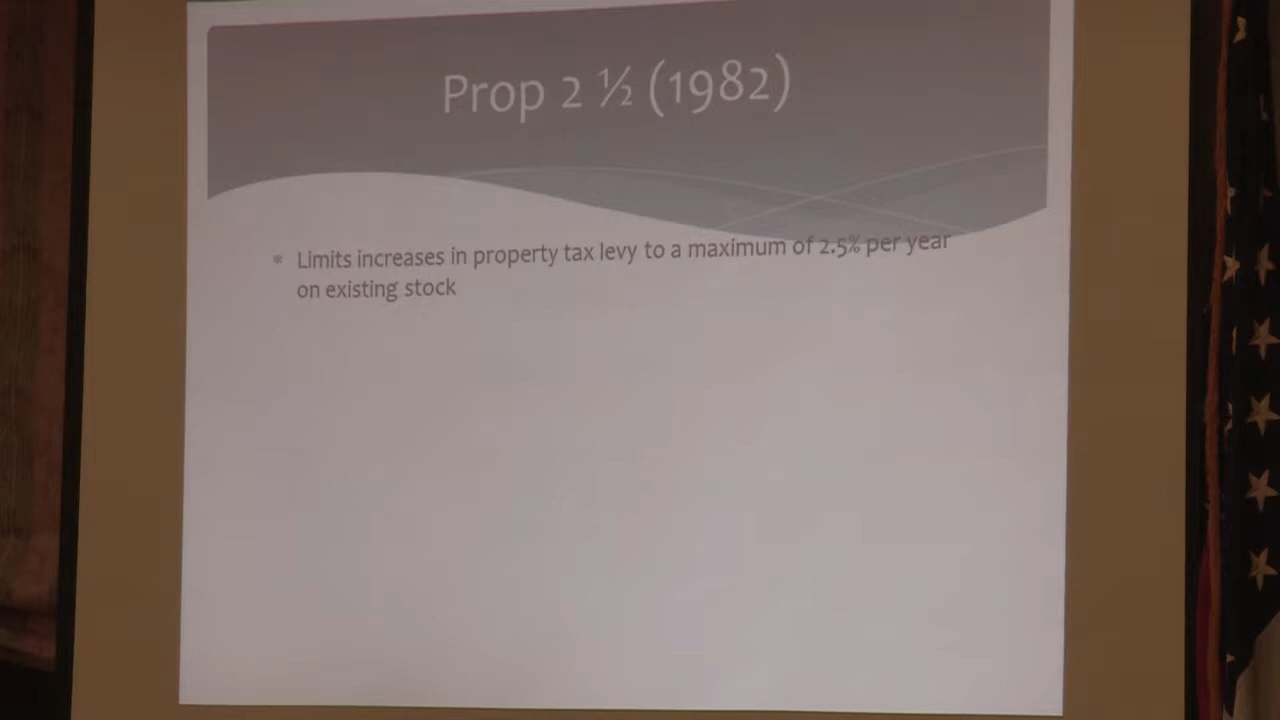 Prop 2 ½ (1982)
Limits increases in property tax levy to a maximum of 2.5% per year
on existing stock